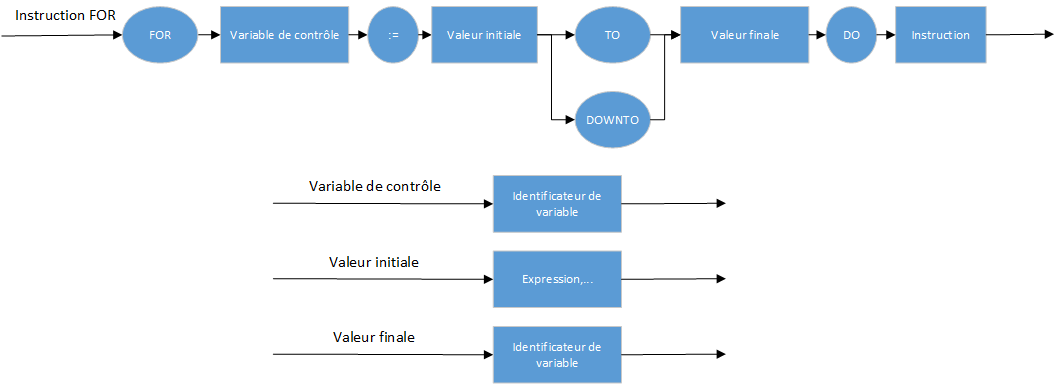 Instruction FOR
FOR
Variable de contrôle
:=
Valeur initiale
TO
Valeur finale
DO
Instruction
DOWNTO
Variable de contrôle
Identificateur de
variable
Valeur initiale
Expression,...
Valeur finale
Identificateur de
variable